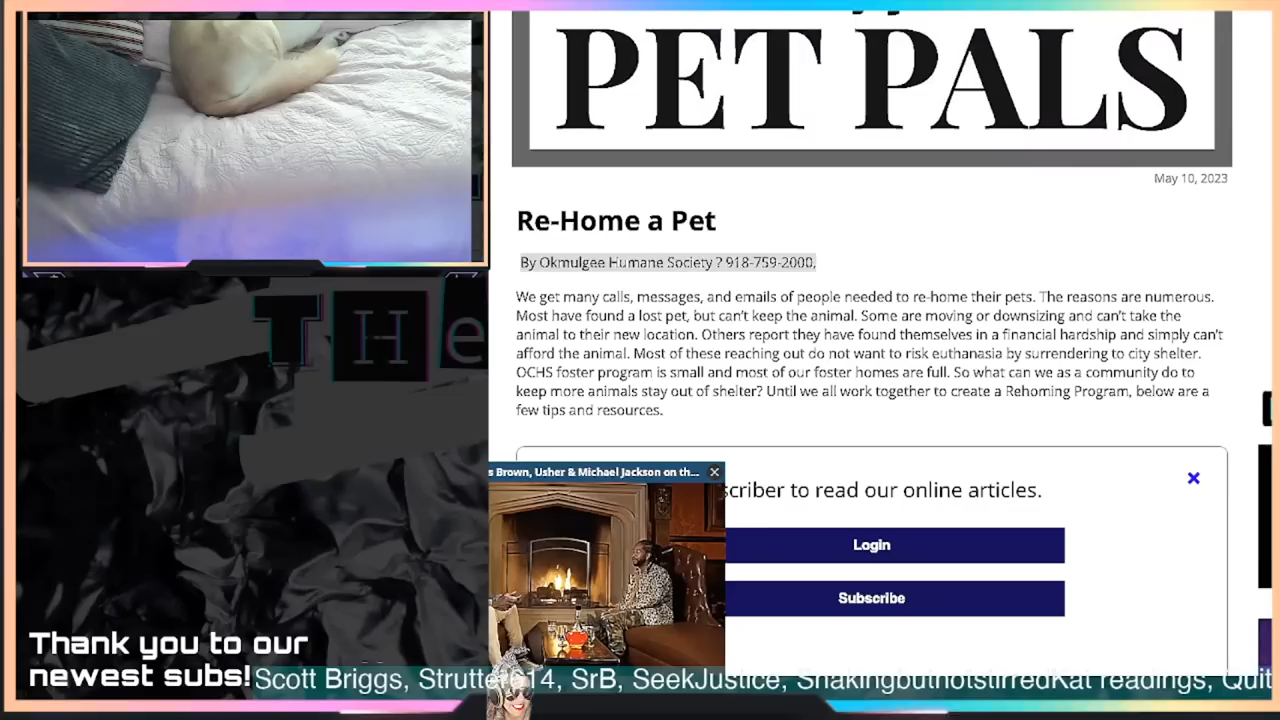 PET PALS
May 10, 2023
Re-Home a Pet
By Okmulgee Humane Society ? 918-759-2000,
We get many calls, messages, and emails of people needed to re-home their pets. The reasons are numerous.
Most have found a lost pet, but can't keep the animal. Some are moving or downsizing and can't take the
animal to their new location. Others report they have found themselves in a financial hardship and simply can't
afford the animal. Most of these reaching out do not want to risk euthanasia by surrendering to city shelter.
OCHS foster program is small and most of our foster homes are full. So what can we as a community do to
keep more animals stay out of shelter? Until we all work together to create a Rehoming Program, below are a
few tips and resources.
s Brown, Usher & Michael Jackson on th...
scriber to read our online articles.
Login
Subscribe
THe
Thank you to our
newest subs!
Scott Briggs, Strutter614, SrB, SeekJustice, ShakingbutnotstirredKat readings, Quit